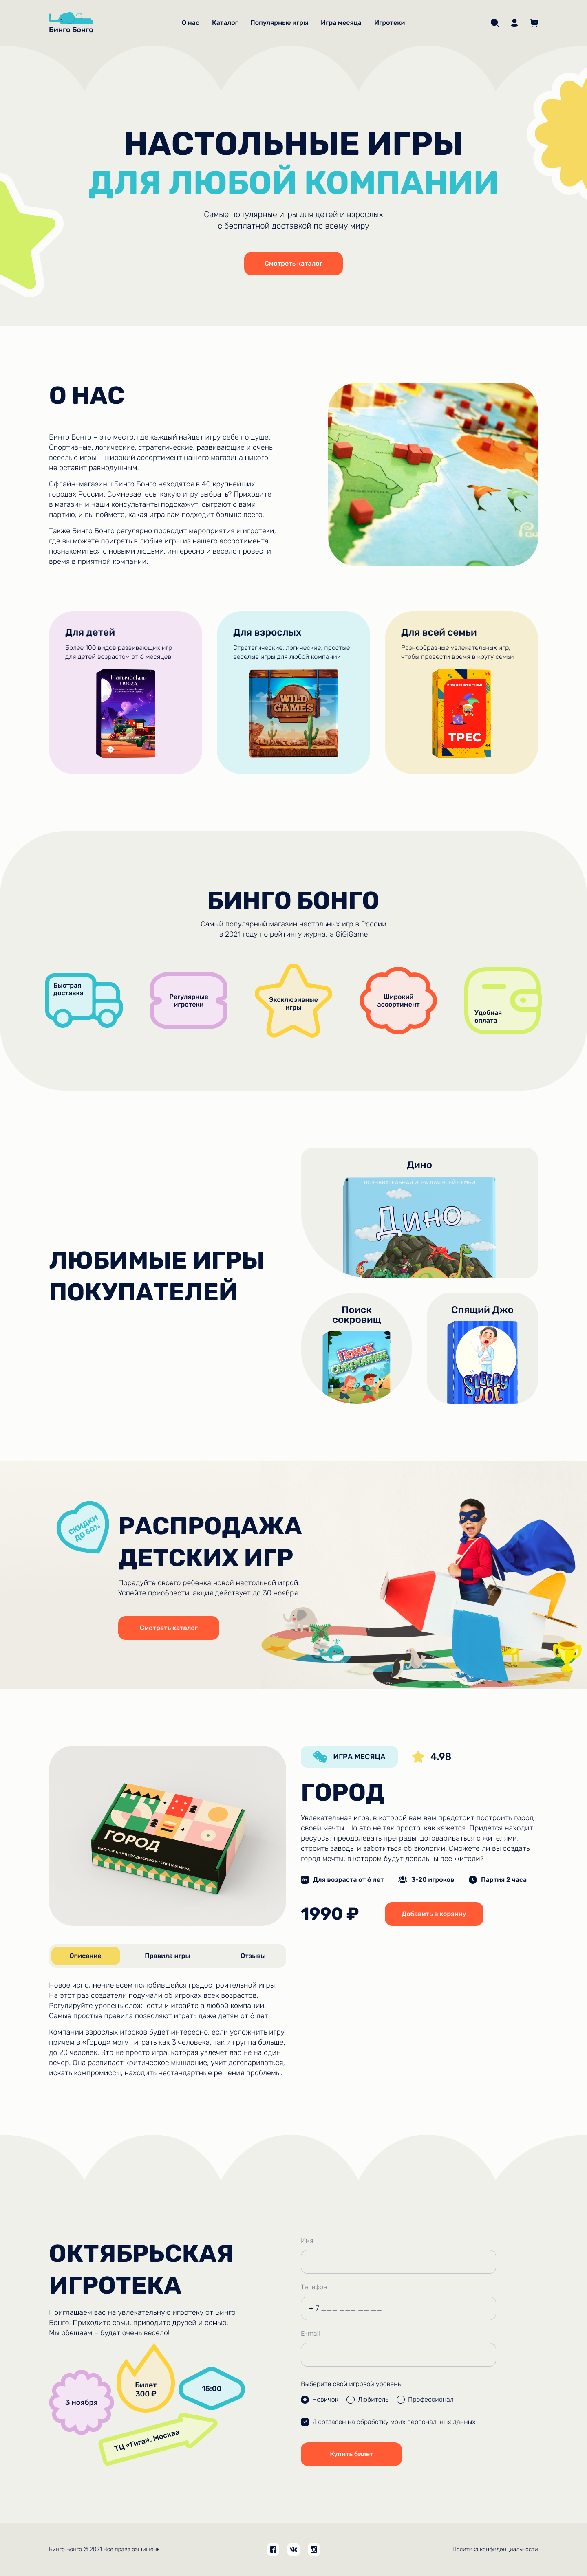 Бинго Бонго
О нас
Каталог
Популярные игры
Игра месяца
Игротеки
НАСТОЛЬНЫЕ ИГРЫ
ДЛЯ ЛЮБОЙ КОМПАНИИ
Самые популярные игры для детей и взрослых
с бесплатной доставкой по всему миру
Смотреть каталог
О НАС
Бинго Бонго – это место, где каждый найдет игру себе по душе.
Спортивные, логические, стратегические, развивающие и очень
веселые игры – широкий ассортимент нашего магазина никого
не оставит равнодушным.
Офлайн-магазины Бинго Бонго находятся в 40 крупнейших
городах России. Сомневаетесь, какую игру выбрать? Приходите
в магазин и наши консультанты подскажут, сыграют с вами
партию, и вы поймете, какая игра вам подходит больше всего.
Также Бинго Бонго регулярно проводит мероприятия и игротеки,
где вы можете поиграть в любые игры из нашего ассортимента,
познакомиться с новыми людьми, интересно и весело провести
время в приятной компании.
Для детей
Более 100 видов развивающих игр
для детей возрастом от 6 месяцев
Для взрослых
Стратегические, логические, простые
веселые игры для любой компании
WILD
GAMES
Для всей семьи
Разнообразные увлекательных игр,
чтобы провести время в кругу семьи
ИГРА ДЛЯ ВСЕЙ СЕМЬИ
ТРЕС
БИНГО БОНГО
Самый популярный магазин настольных игр в России
в 2021 году по рейтингу журнала GiGiGame
Быстрая
доставка
Регулярные
игротеки
Эксклюзивные
игры
Широкий
ассортимент
Удобная
оплата
Дино
ПОЗНАВАТЕЛЬНАЯ ИГРА ДЛЯ ВСЕЙ СЕМЬИ
Дино
ЛЮБИМЫЕ ИГРЫ
ПОКУПАТЕЛЕЙ
Поиск
сокровищ
Поиск
сокровищ
Спящий Джо
SLEEPY
JOE
СКИДКИ
ДО 50%
РАСПРОДАЖА
ДЕТСКИХ ИГР
Порадуйте своего ребенка новой настольной игрой!
Успейте приобрести, акция действует до 30 ноября.
Смотреть каталог
ГОРОД
НАСТОЛЬНАЯ ГРАДОСТРОИТЕЛЬНАЯ ИГРА
ИГРА МЕСЯЦА
4.98
ГОРОД
Увлекательная игра, в которой вам вам предстоит построить город
своей мечты. Но это не так просто, как кажется. Придется находить
ресурсы, преодолевать преграды, договариваться с жителями,
строить заводы и заботиться об экологии. Сможете ли вы создать
город мечты, в котором будут довольны все жители?
6+
Для возраста от 6 лет
3-20 игроков
Партия 2 часа
1990 ₽
Добавить в корзину
Описание
Правила игры
Отзывы
Новое исполнение всем полюбившейся градостроительной игры.
На этот раз создатели подумали об игроках всех возрастов.
Регулируйте уровень сложности и играйте в любой компании.
Самые простые правила позволяют играть даже детям от 6 лет.
Компании взрослых игроков будет интересно, если усложнить игру,
причем в «Город» могут играть как 3 человека, так и группа больше,
до 20 человек. Это не просто игра, которая увлечет вас не на один
вечер. Она развивает критическое мышление, учит договариваться,
искать компромиссы, находить нестандартные решения проблемы.
ОКТЯБРЬСКАЯ
ИГРОТЕКА
Приглашаем вас на увлекательную игротеку от Бинго
Бонго! Приходите сами, приводите друзей и семью.
Мы обещаем – будет очень весело!
3 ноября
Билет
300 ₽
15:00
ТЦ «Гига», Москва
Имя
Телефон
+ 7 ___ ___ __ __
E-mail
Выберите свой игровой уровень
Новичок
Любитель
Профессионал
Я согласен на обработку моих персональных данных
Купить билет
Бинго Бонго © 2021 Все права защищены
Политика конфиденциальности